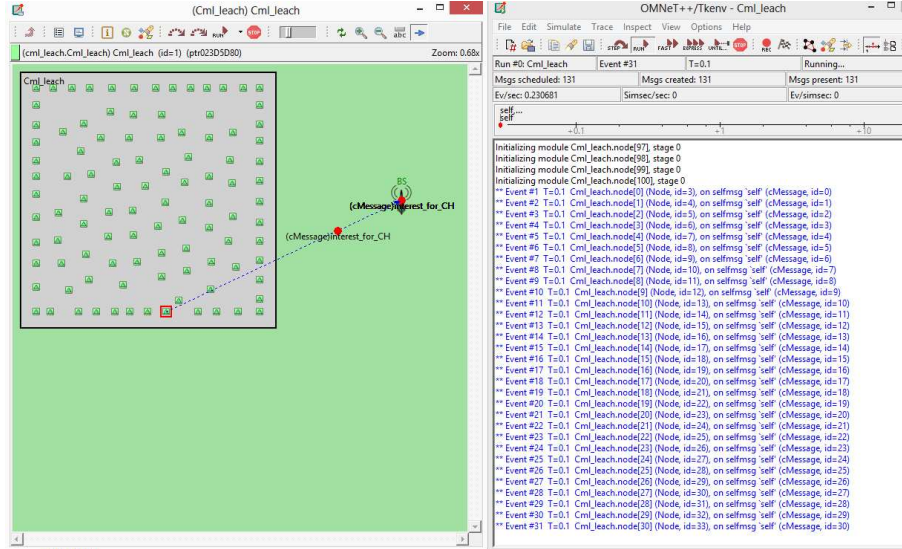 (Cml_leach) Cml_leach
(cml_leach.Cml_leach) Cml_leach (id=1) (ptr023D5D80)
Zoom: 0.68x
Cml_leach
BS
(cMessage)interest_for_CH
(cMessage)interest_for_CH
OMNeT++/Tkenv - Cml_leach
File Edit Simulate Trace Inspect View Options Help
STEP RUN FAST EXPRESS UNTIL... STOP REC
Run #0: Cml_leach Event #31 T=0.1 Running...
Msgs scheduled: 131 Msgs created: 131 Msgs present: 131
Ev/sec: 0.230681 Simsec/sec: 0 Ev/simsec: 0
self,...
self
+0.1 +1 +10
Initializing module Cml_leach.node[97], stage 0
Initializing module Cml_leach.node[98], stage 0
Initializing module Cml_leach.node[99], stage 0
Initializing module Cml_leach.node[100], stage 0
** Event #1 T=0.1 Cml_leach.node[0] (Node, id=3), on selfmsg `self' (cMessage, id=0)
** Event #2 T=0.1 Cml_leach.node[1] (Node, id=4), on selfmsg `self' (cMessage, id=1)
** Event #3 T=0.1 Cml_leach.node[2] (Node, id=5), on selfmsg `self' (cMessage, id=2)
** Event #4 T=0.1 Cml_leach.node[3] (Node, id=6), on selfmsg `self' (cMessage, id=3)
** Event #5 T=0.1 Cml_leach.node[4] (Node, id=7), on selfmsg `self' (cMessage, id=4)
** Event #6 T=0.1 Cml_leach.node[5] (Node, id=8), on selfmsg `self' (cMessage, id=5)
** Event #7 T=0.1 Cml_leach.node[6] (Node, id=9), on selfmsg `self' (cMessage, id=6)
** Event #8 T=0.1 Cml_leach.node[7] (Node, id=10), on selfmsg `self' (cMessage, id=7)
** Event #9 T=0.1 Cml_leach.node[8] (Node, id=11), on selfmsg `self' (cMessage, id=8)
** Event #10 T=0.1 Cml_leach.node[9] (Node, id=12), on selfmsg `self' (cMessage, id=9)
** Event #11 T=0.1 Cml_leach.node[10] (Node, id=13), on selfmsg `self' (cMessage, id=10)
** Event #12 T=0.1 Cml_leach.node[11] (Node, id=14), on selfmsg `self' (cMessage, id=11)
** Event #13 T=0.1 Cml_leach.node[12] (Node, id=15), on selfmsg `self' (cMessage, id=12)
** Event #14 T=0.1 Cml_leach.node[13] (Node, id=16), on selfmsg `self' (cMessage, id=13)
** Event #15 T=0.1 Cml_leach.node[14] (Node, id=17), on selfmsg `self' (cMessage, id=14)
** Event #16 T=0.1 Cml_leach.node[15] (Node, id=18), on selfmsg `self' (cMessage, id=15)
** Event #17 T=0.1 Cml_leach.node[16] (Node, id=19), on selfmsg `self' (cMessage, id=16)
** Event #18 T=0.1 Cml_leach.node[17] (Node, id=20), on selfmsg `self' (cMessage, id=17)
** Event #19 T=0.1 Cml_leach.node[18] (Node, id=21), on selfmsg `self' (cMessage, id=18)
** Event #20 T=0.1 Cml_leach.node[19] (Node, id=22), on selfmsg `self' (cMessage, id=19)
** Event #21 T=0.1 Cml_leach.node[20] (Node, id=23), on selfmsg `self' (cMessage, id=20)
** Event #22 T=0.1 Cml_leach.node[21] (Node, id=24), on selfmsg `self' (cMessage, id=21)
** Event #23 T=0.1 Cml_leach.node[22] (Node, id=25), on selfmsg `self' (cMessage, id=22)
** Event #24 T=0.1 Cml_leach.node[23] (Node, id=26), on selfmsg `self' (cMessage, id=23)
** Event #25 T=0.1 Cml_leach.node[24] (Node, id=27), on selfmsg `self' (cMessage, id=24)
** Event #26 T=0.1 Cml_leach.node[25] (Node, id=28), on selfmsg `self' (cMessage, id=25)
** Event #27 T=0.1 Cml_leach.node[26] (Node, id=29), on selfmsg `self' (cMessage, id=26)
** Event #28 T=0.1 Cml_leach.node[27] (Node, id=30), on selfmsg `self' (cMessage, id=27)
** Event #29 T=0.1 Cml_leach.node[28] (Node, id=31), on selfmsg `self' (cMessage, id=28)
** Event #30 T=0.1 Cml_leach.node[29] (Node, id=32), on selfmsg `self' (cMessage, id=29)
** Event #31 T=0.1 Cml_leach.node[30] (Node, id=33), on selfmsg `self' (cMessage, id=30)